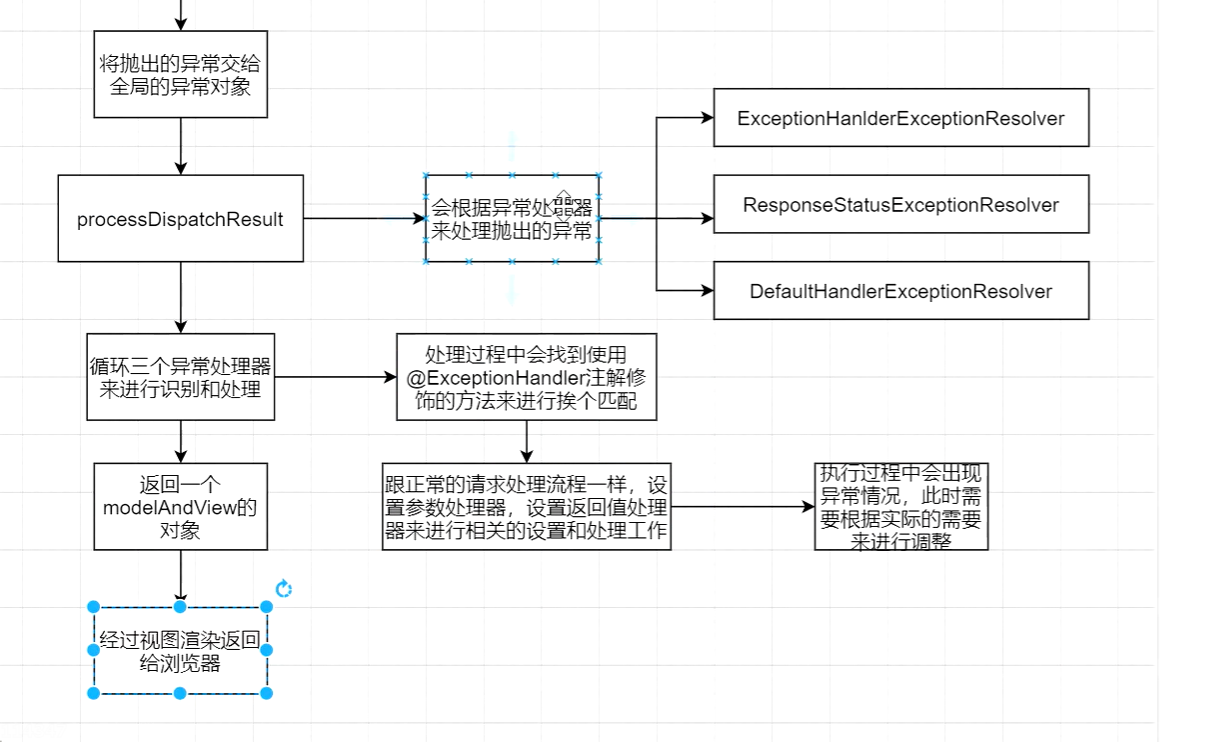 将抛出的异常交给
全局的异常对象
ExceptionHanlderExceptionResolver
processDispatchResult
会根据异常处理器
来处理抛出的异常
ResponseStatusExceptionResolver
DefaultHandlerExceptionResolver
循环三个异常处理器
来进行识别和处理
处理过程中会找到使用
@ExceptionHandler注解修
饰的方法来进行挨个匹配
返回一个
modelAndView的
对象
跟正常的请求处理流程一样，设
置参数处理器，设置返回值处理
器来进行相关的设置和处理工作
执行过程中会出现
异常情况，此时需
要根据实际的需要
来进行调整
经过视图渲染返回
给浏览器